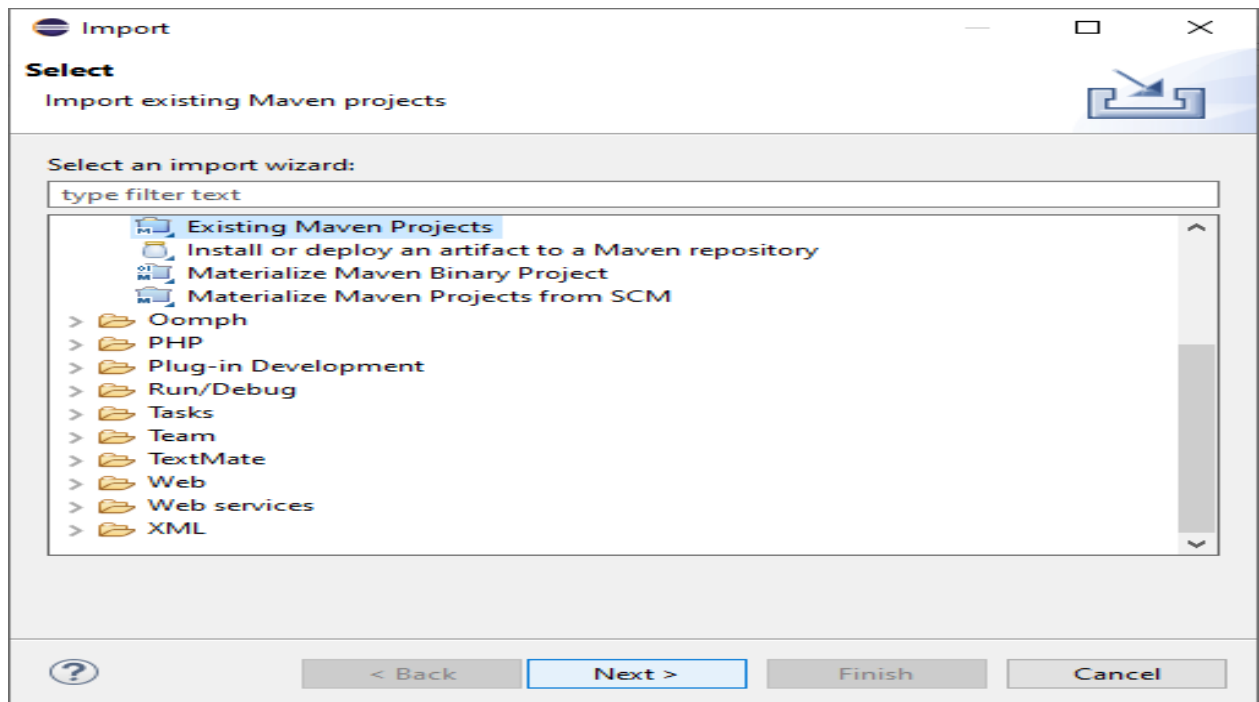 Import
Select
Import existing Maven projects
Select an import wizard:
type filter text
Existing Maven Projects
Install or deploy an artifact to a Maven repository
Materialize Maven Binary Project
Materialize Maven Projects from SCM
Oomph
PHP
Plug-in Development
Run/Debug
Tasks
Team
TextMate
Web
Web services
XML
< Back Next > Finish Cancel